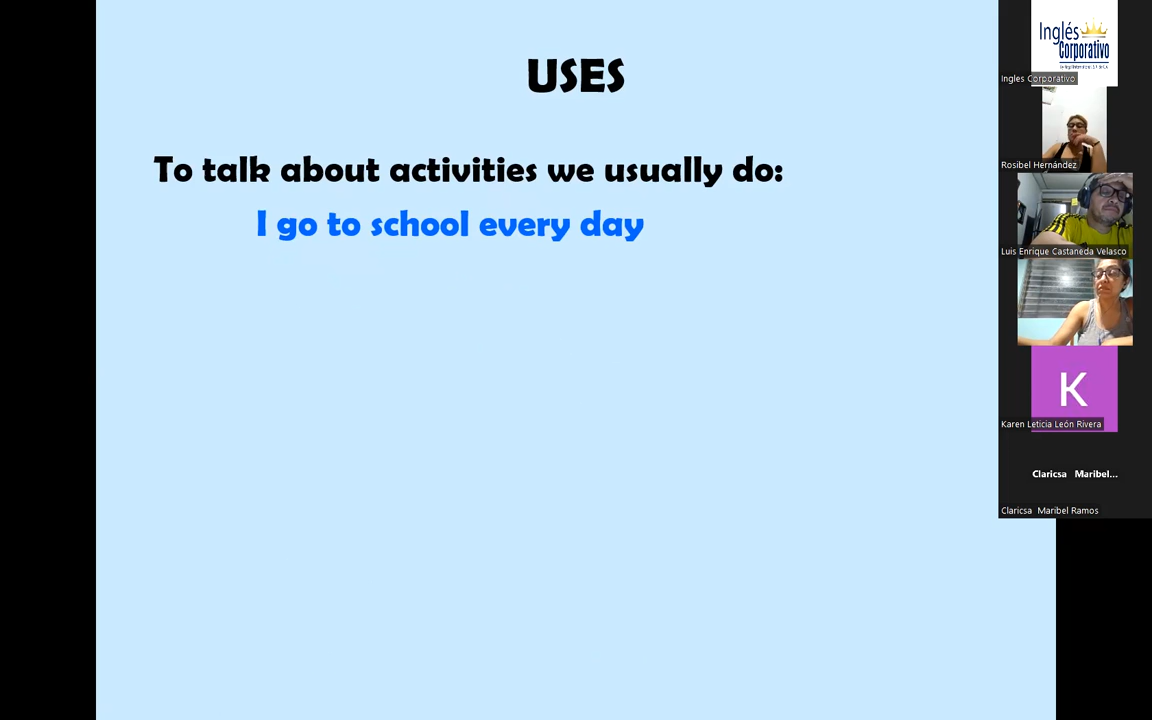 USES
To talk about activities we usually do:
I go to school every day
Inglés
Corporativo
Ingles Corporativo
Rosibel Hernández
Luis Enrique Castaneda Velasco
K
Karen Leticia León Rivera
Claricsa Maribel...
Claricsa Maribel Ramos